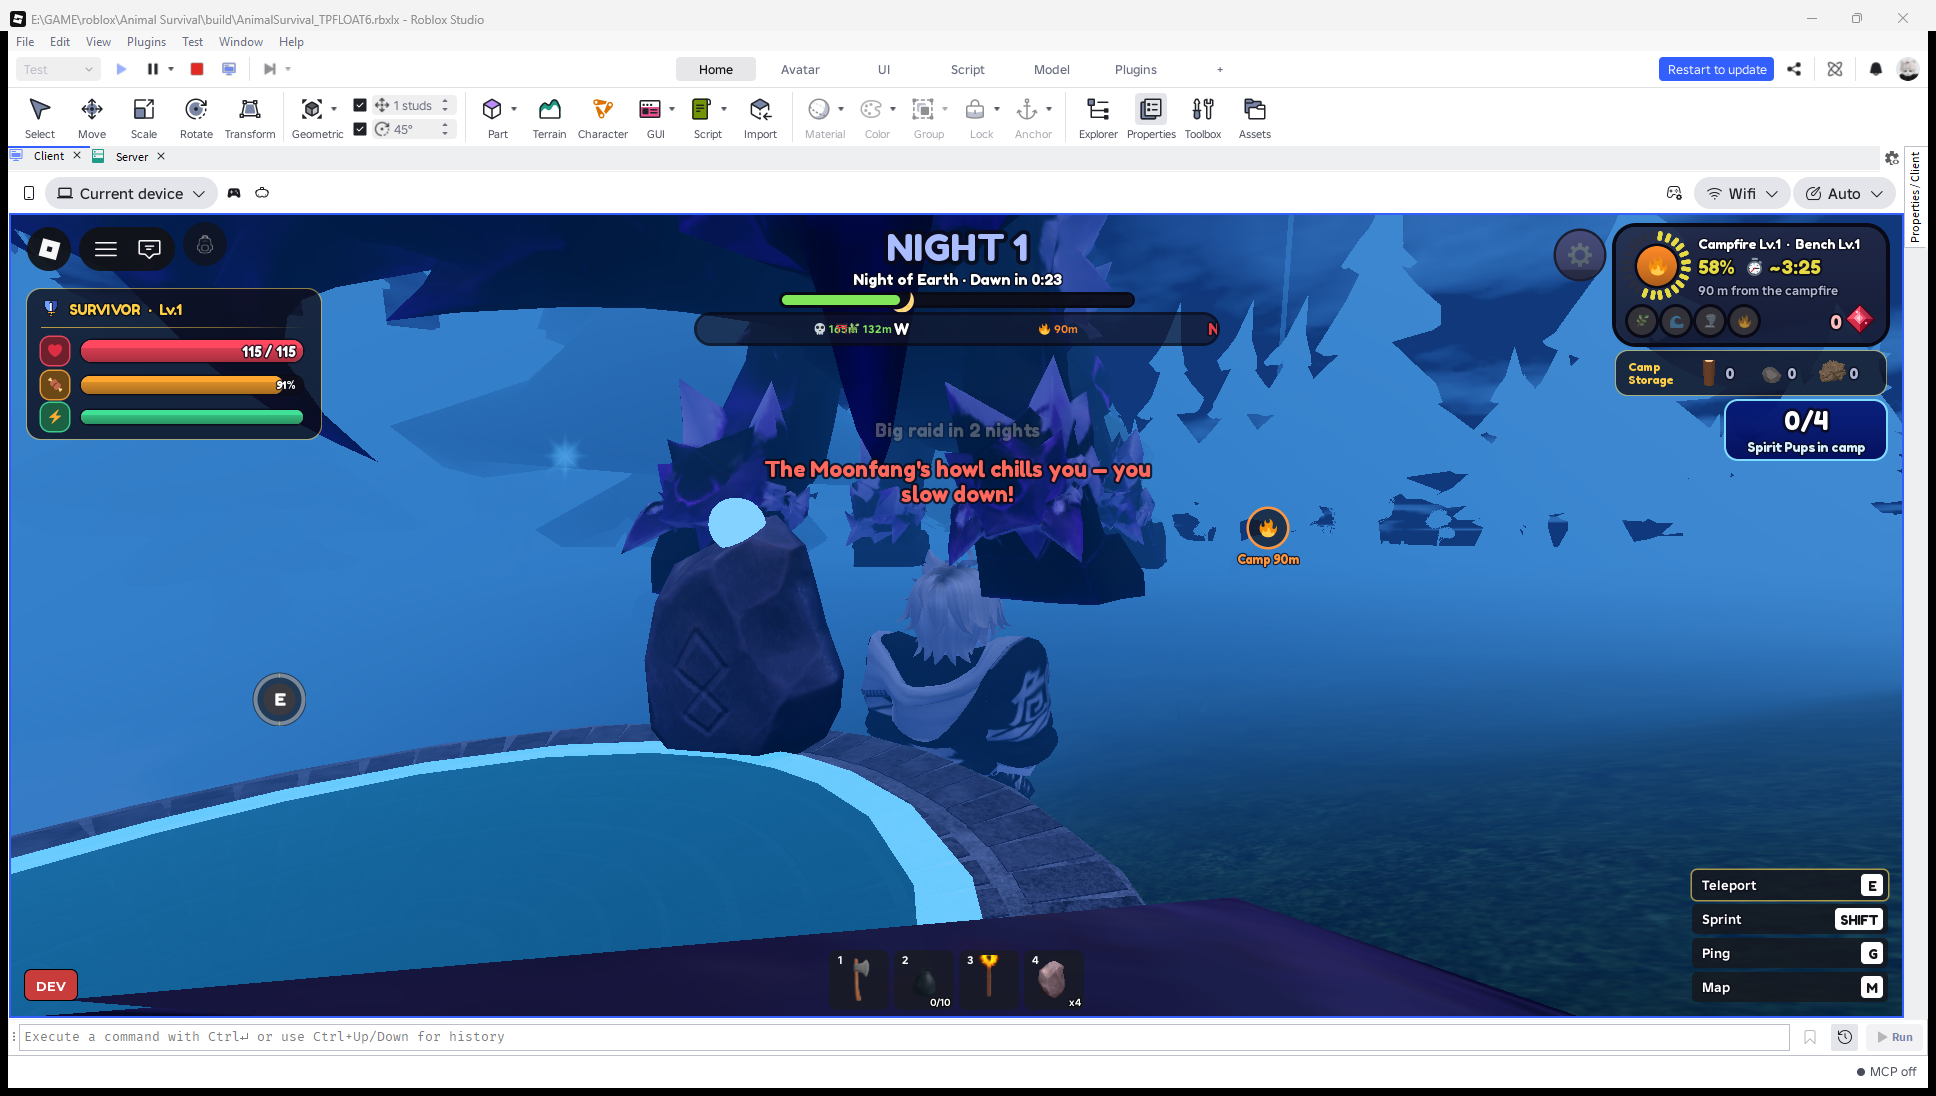 E:\GAME\roblox\Animal Survival\build\AnimalSurvival_TPFLOAT6.rbxlx - Roblox Studio
File Edit View Plugins Test Window Help
Test
Home Avatar UI Script Model Plugins +
Restart to update
Select Move Scale Rotate Transform Geometric
1 studs
45°
Part Terrain Character GUI Script Import
Material Color Group Lock Anchor
Explorer Properties Toolbox Assets
Client Server
Properties / Client
Current device
Wifi Auto
NIGHT 1
Night of Earth · Dawn in 0:23
132m W 90m N
SURVIVOR · Lv.1
115 / 115
91%
Campfire Lv.1 · Bench Lv.1
58% ~3:25
90 m from the campfire
0
Camp Storage 0 0 0
0/4
Spirit Pups in camp
Big raid in 2 nights
The Moonfang's howl chills you – you
slow down!
Camp 90m
危
E
Teleport E
Sprint SHIFT
Ping G
Map M
DEV
1 2 3 4
0/10 x4
Execute a command with Ctrl↵ or use Ctrl+Up/Down for history
Run
MCP off